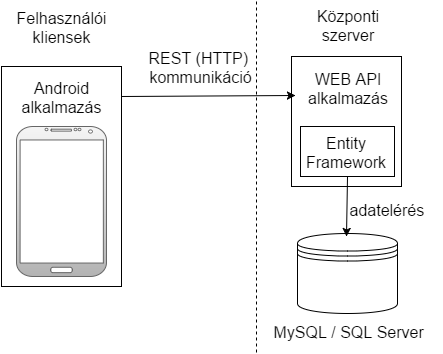 Felhasználói
kliensek
Központi
szerver
REST (HTTP)
kommunikáció
Android
alkalmazás
WEB API
alkalmazás
Entity
Framework
adatelérés
MySQL / SQL Server